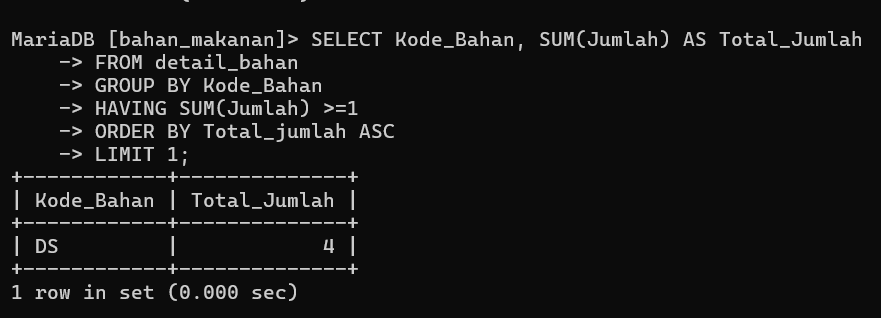 MariaDB [bahan_makanan]> SELECT Kode_Bahan, SUM(Jumlah) AS Total_Jumlah
    -> FROM detail_bahan
    -> GROUP BY Kode_Bahan
    -> HAVING SUM(Jumlah) >=1
    -> ORDER BY Total_jumlah ASC
    -> LIMIT 1;
+------------+--------------+
| Kode_Bahan | Total_Jumlah |
+------------+--------------+
| DS         |            4 |
+------------+--------------+
1 row in set (0.000 sec)